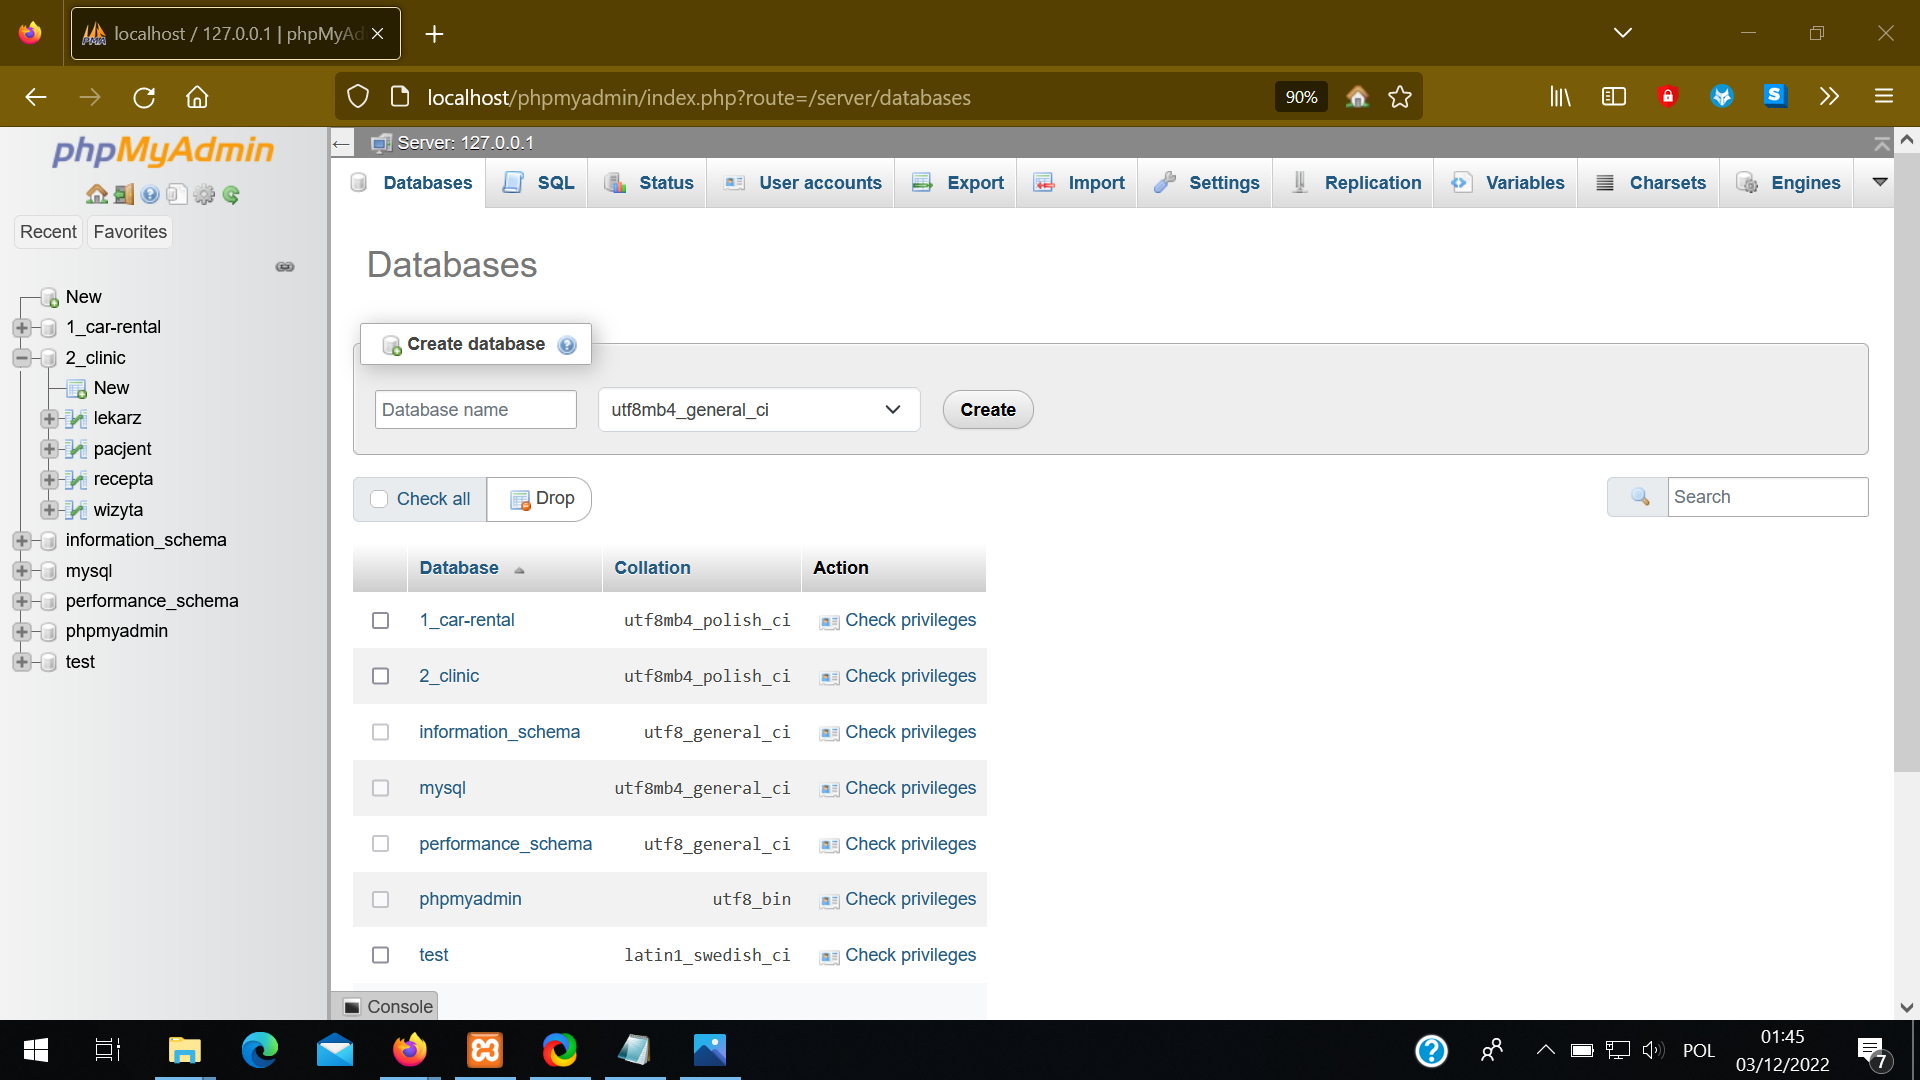 localhost / 127.0.0.1 | phpMyAd
localhost/phpmyadmin/index.php?route=/server/databases
90%
S
phpMyAdmin
Recent
Favorites
New
1_car-rental
2_clinic
New
lekarz
pacjent
recepta
wizyta
information_schema
mysql
performance_schema
phpmyadmin
test
Server: 127.0.0.1
Databases
SQL
Status
User accounts
Export
Import
Settings
Replication
Variables
Charsets
Engines
Databases
Create database
Database name
utf8mb4_general_ci
Create
Check all
Drop
Search
Database Collation Action
1_car-rental utf8mb4_polish_ci Check privileges
2_clinic utf8mb4_polish_ci Check privileges
information_schema utf8_general_ci Check privileges
mysql utf8mb4_general_ci Check privileges
performance_schema utf8_general_ci Check privileges
phpmyadmin utf8_bin Check privileges
test latin1_swedish_ci Check privileges
Console
POL
01:45
03/12/2022
7